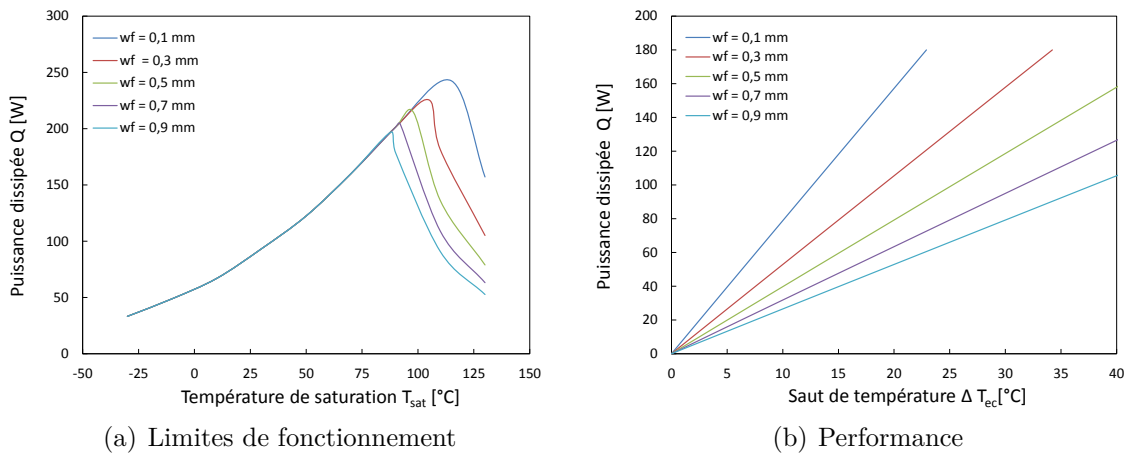 300
250
200
150
100
50
0
-50
-25
0
25
50
75
100
125
150
Puissance dissipée Q [W]
Température de saturation Tsat [°C]
wf = 0,1 mm
wf = 0,3 mm
wf = 0,5 mm
wf = 0,7 mm
wf = 0,9 mm
(a) Limites de fonctionnement
200
180
160
140
120
100
80
60
40
20
0
0
5
10
15
20
25
30
35
40
Puissance dissipée Q [W]
Saut de température Δ Tec[°C]
wf = 0,1 mm
wf = 0,3 mm
wf = 0,5 mm
wf = 0,7 mm
wf = 0,9 mm
(b) Performance